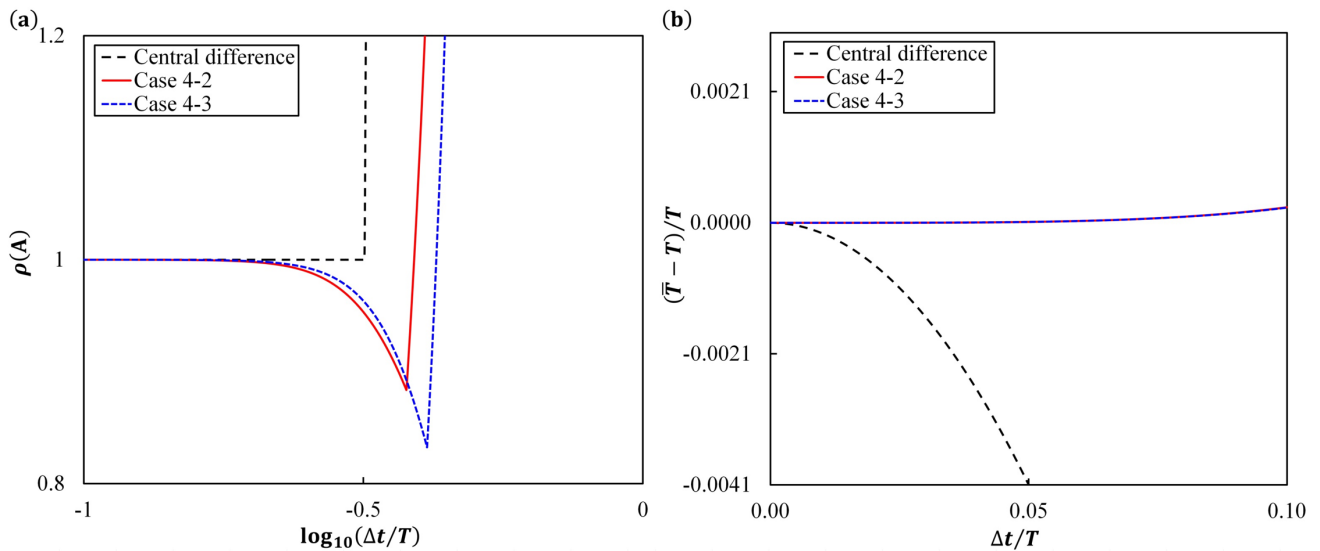 (a)
1.2
Central difference
Case 4-2
Case 4-3
1
0.8
ρ(A)
-1
-0.5
0
log₁₀(Δt/T)
(b)
Central difference
Case 4-2
Case 4-3
0.0021
0.0000
-0.0021
-0.0041
(T̅ − T)/T
0.00
0.05
0.10
Δt/T